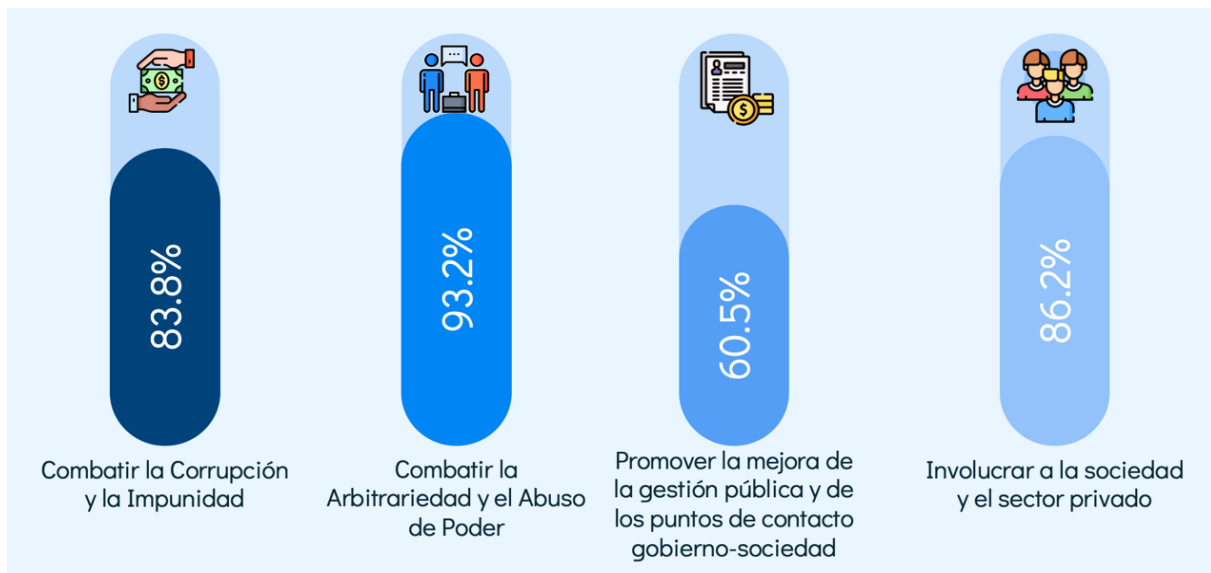 83.8%
Combatir la Corrupción
y la Impunidad
93.2%
Combatir la
Arbitrariedad y el Abuso
de Poder
60.5%
Promover la mejora de
la gestión pública y de
los puntos de contacto
gobierno-sociedad
86.2%
Involucrar a la sociedad
y el sector privado